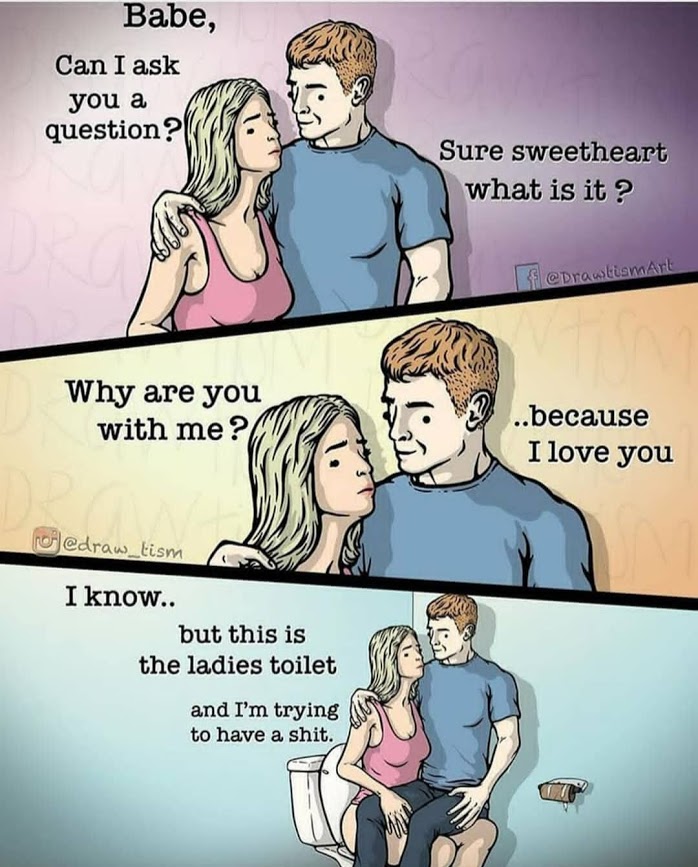 Babe,
Can I ask
you a
question?
Sure sweetheart
what is it ?
@DrawtismArt
Why are you
with me?
..because
I love you
@draw_tism
I know..
but this is
the ladies toilet
and I'm trying
to have a shit.